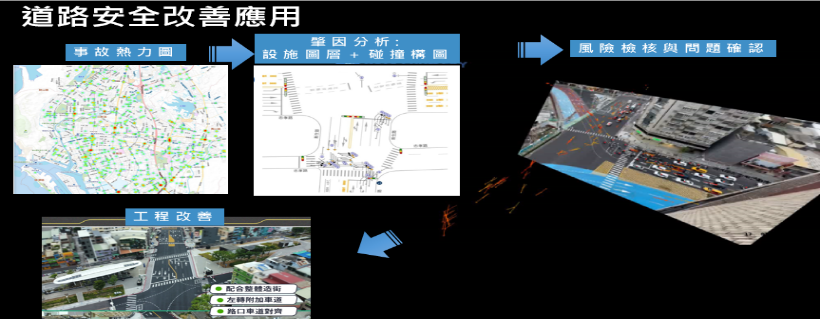 道路安全改善應用
事故熱力圖
肇因分析:
設施圖層+碰撞構圖
風險檢核與問題確認
工程改善
配合整體造街
左轉附加車道
路口車道對齊